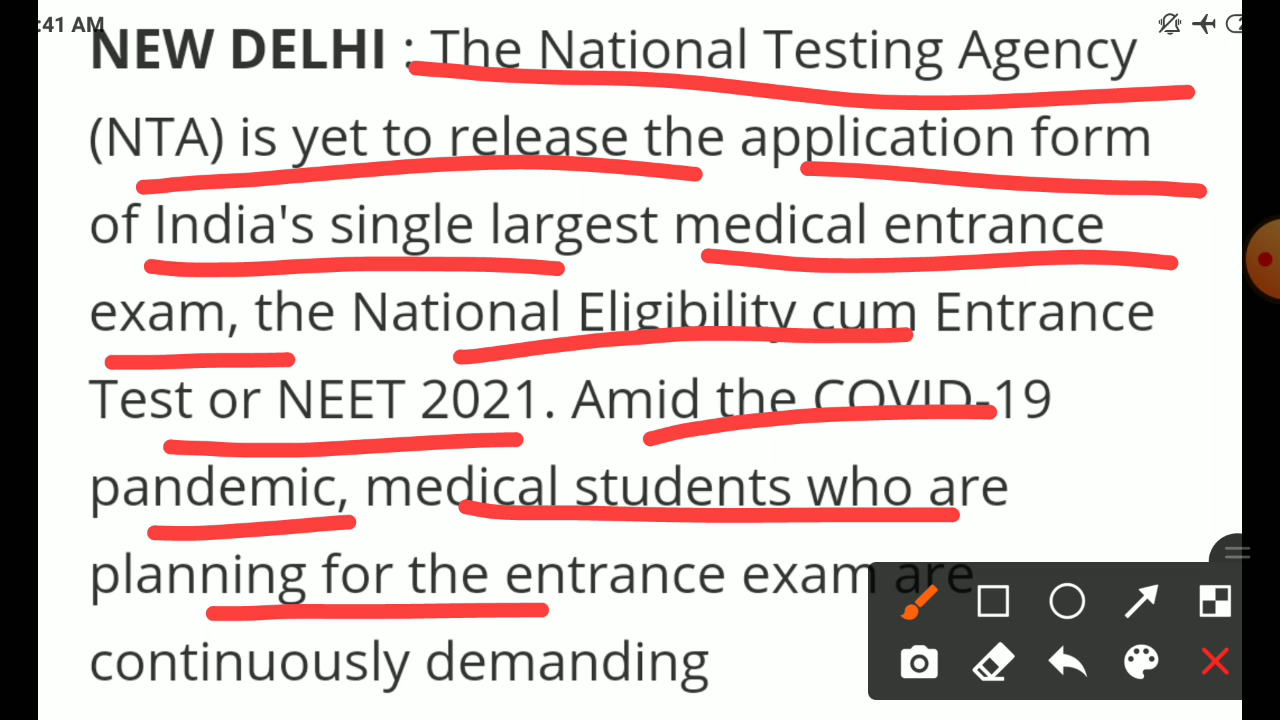 :41 AM
NEW DELHI : The National Testing Agency
(NTA) is yet to release the application form
of India's single largest medical entrance
exam, the National Eligibility cum Entrance
Test or NEET 2021. Amid the COVID-19
pandemic, medical students who are
planning for the entrance exam are
continuously demanding